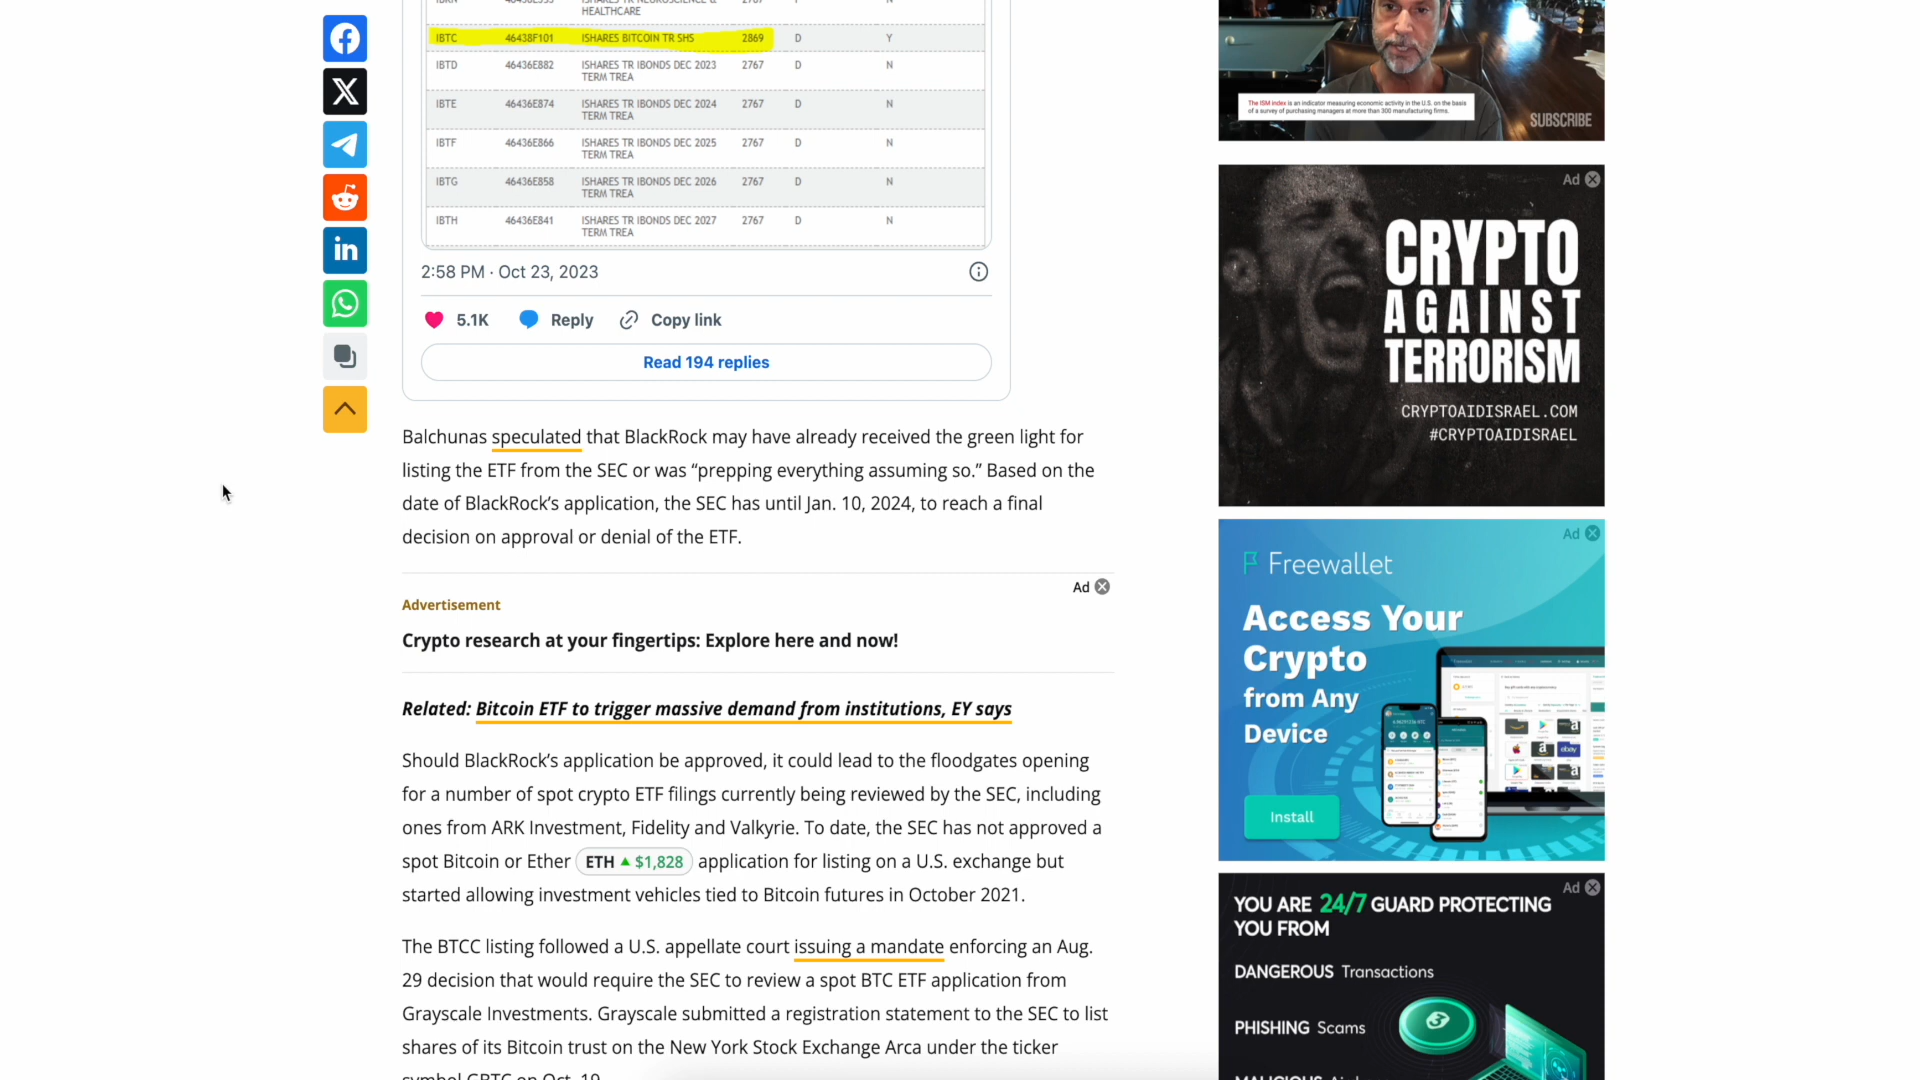 HEALTHCARE
IBTC 46438F101 ISHARES BITCOIN TR SHS 2869 D Y
IBTD 46436E882 ISHARES TR IBONDS DEC 2023 2767 D N
TERM TREA
IBTE 46436E874 ISHARES TR IBONDS DEC 2024 2767 D N
TERM TREA
IBTF 46436E866 ISHARES TR IBONDS DEC 2025 2767 D N
TERM TREA
IBTG 46436E858 ISHARES TR IBONDS DEC 2026 2767 D N
TERM TREA
IBTH 46436E841 ISHARES TR IBONDS DEC 2027 2767 D N
TERM TREA
2:58 PM · Oct 23, 2023
5.1K Reply Copy link
Read 194 replies
Balchunas speculated that BlackRock may have already received the green light for
listing the ETF from the SEC or was “prepping everything assuming so.” Based on the
date of BlackRock’s application, the SEC has until Jan. 10, 2024, to reach a final
decision on approval or denial of the ETF.
Ad
Advertisement
Crypto research at your fingertips: Explore here and now!
Related: Bitcoin ETF to trigger massive demand from institutions, EY says
Should BlackRock’s application be approved, it could lead to the floodgates opening
for a number of spot crypto ETF filings currently being reviewed by the SEC, including
ones from ARK Investment, Fidelity and Valkyrie. To date, the SEC has not approved a
spot Bitcoin or Ether ETH ▲ $1,828 application for listing on a U.S. exchange but
started allowing investment vehicles tied to Bitcoin futures in October 2021.
The BTCC listing followed a U.S. appellate court issuing a mandate enforcing an Aug.
29 decision that would require the SEC to review a spot BTC ETF application from
Grayscale Investments. Grayscale submitted a registration statement to the SEC to list
shares of its Bitcoin trust on the New York Stock Exchange Arca under the ticker
symbol GBTC on Oct. 19.
The ISM Index is an indicator measuring economic activity in the U.S. on the basis
of a survey of purchasing managers at more than 300 manufacturing firms.
SUBSCRIBE
Ad
CRYPTO
AGAINST
TERRORISM
CRYPTOAIDISRAEL.COM
#CRYPTOAIDISRAEL
Ad
Freewallet
Access Your
Crypto
from Any
Device
Install
Ad
YOU ARE 24/7 GUARD PROTECTING
YOU FROM
DANGEROUS Transactions
PHISHING Scams